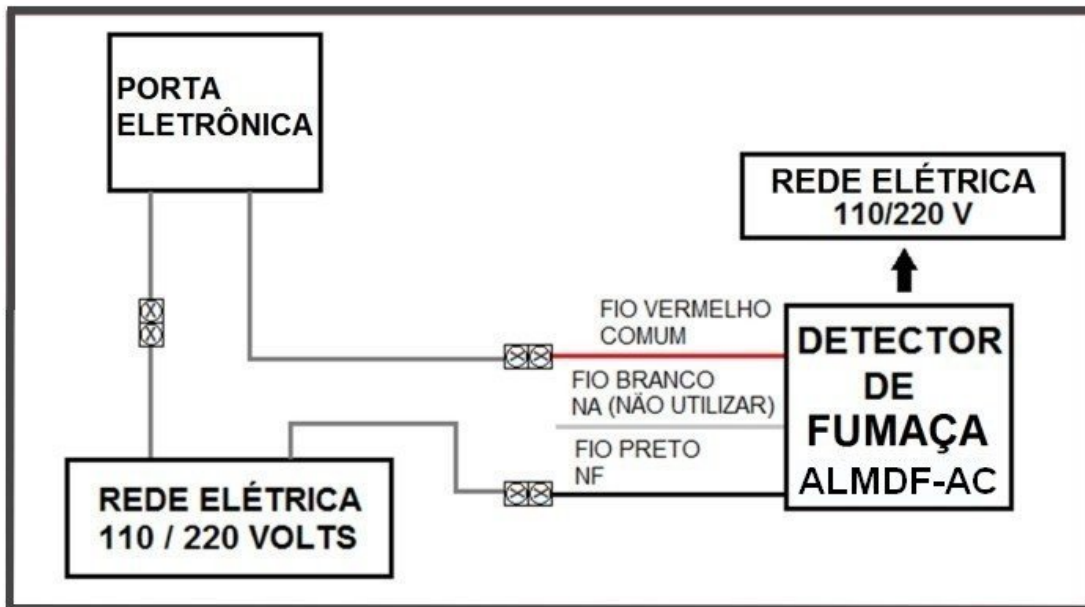 PORTA
ELETRÔNICA
REDE ELÉTRICA
110/220 V
FIO VERMELHO
COMUM
FIO BRANCO
NA (NÃO UTILIZAR)
FIO PRETO
NF
DETECTOR
DE
FUMAÇA
ALMDF-AC
REDE ELÉTRICA
110 / 220 VOLTS